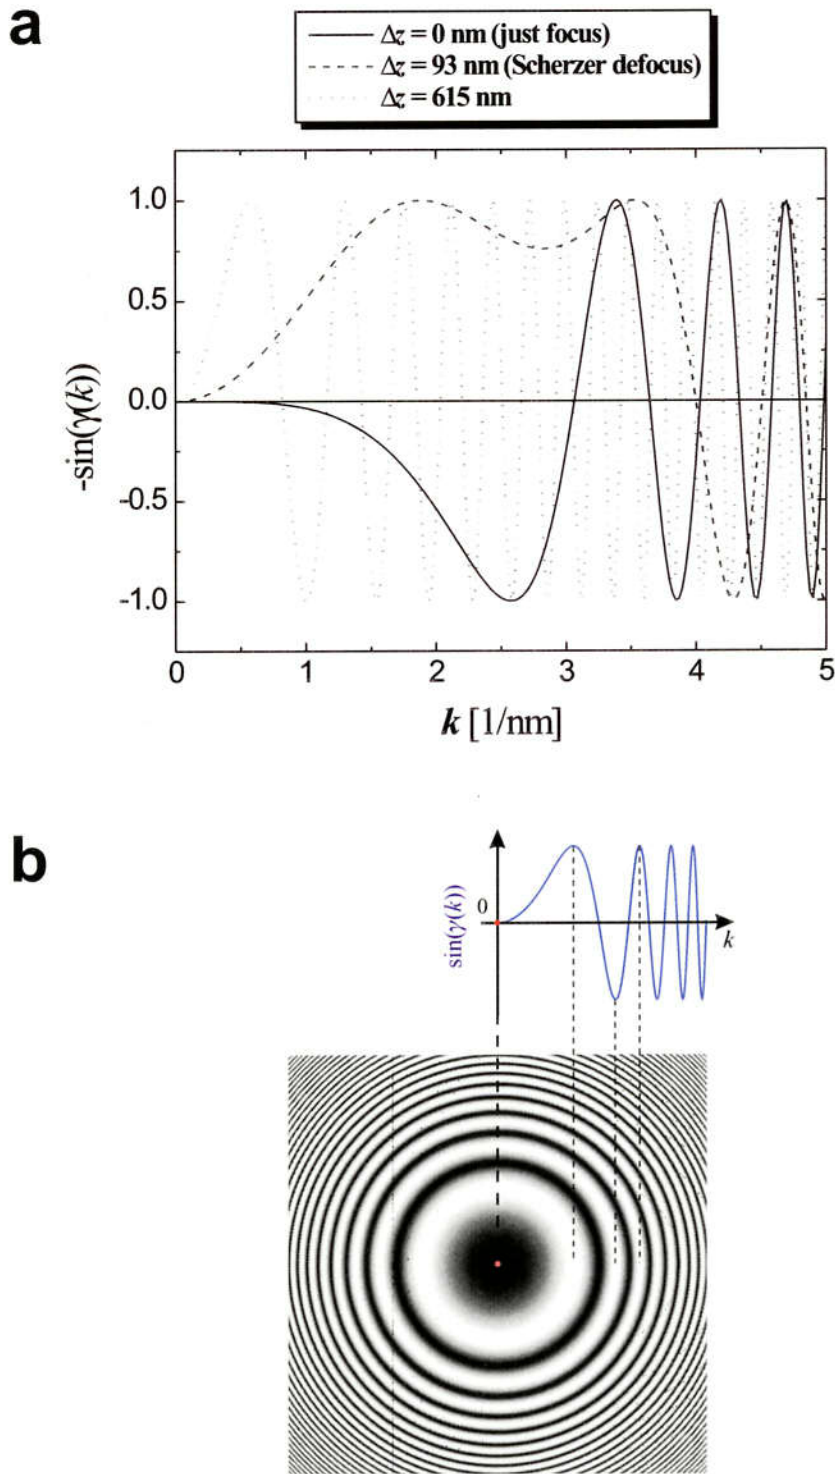 a
Δz = 0 nm (just focus)
Δz = 93 nm (Scherzer defocus)
Δz = 615 nm
1.0
0.5
0.0
-0.5
-1.0
-sin(γ(k))
0 1 2 3 4 5
k [1/nm]
b
sin(γ(k))
0
k